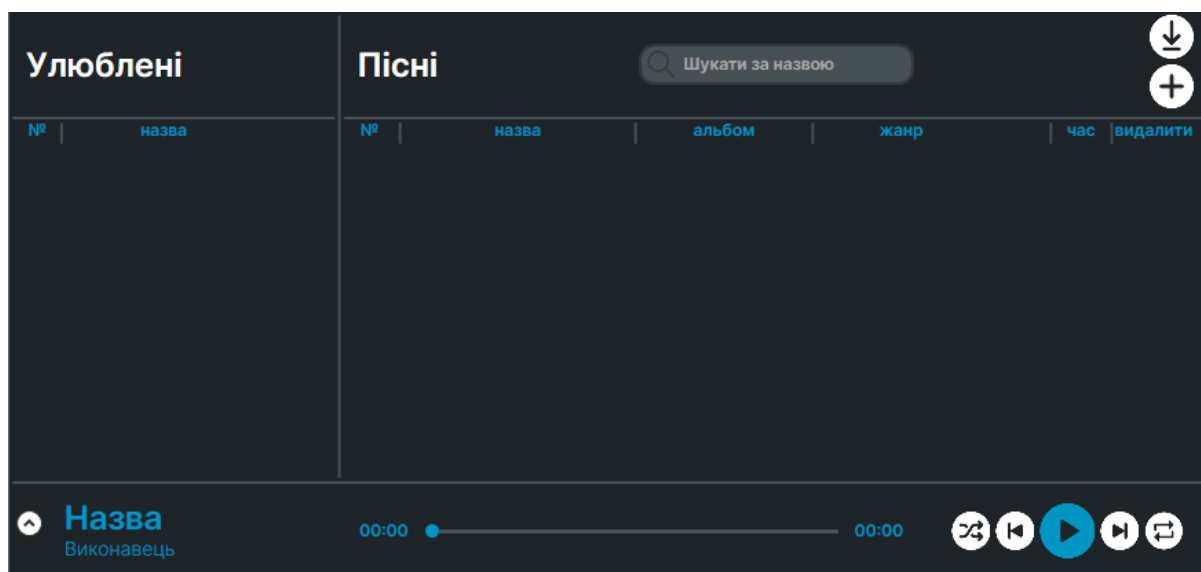 Улюблені
Пісні
Шукати за назвою
№ назва
№ назва альбом жанр час видалити
Назва
Виконавець
00:00 00:00